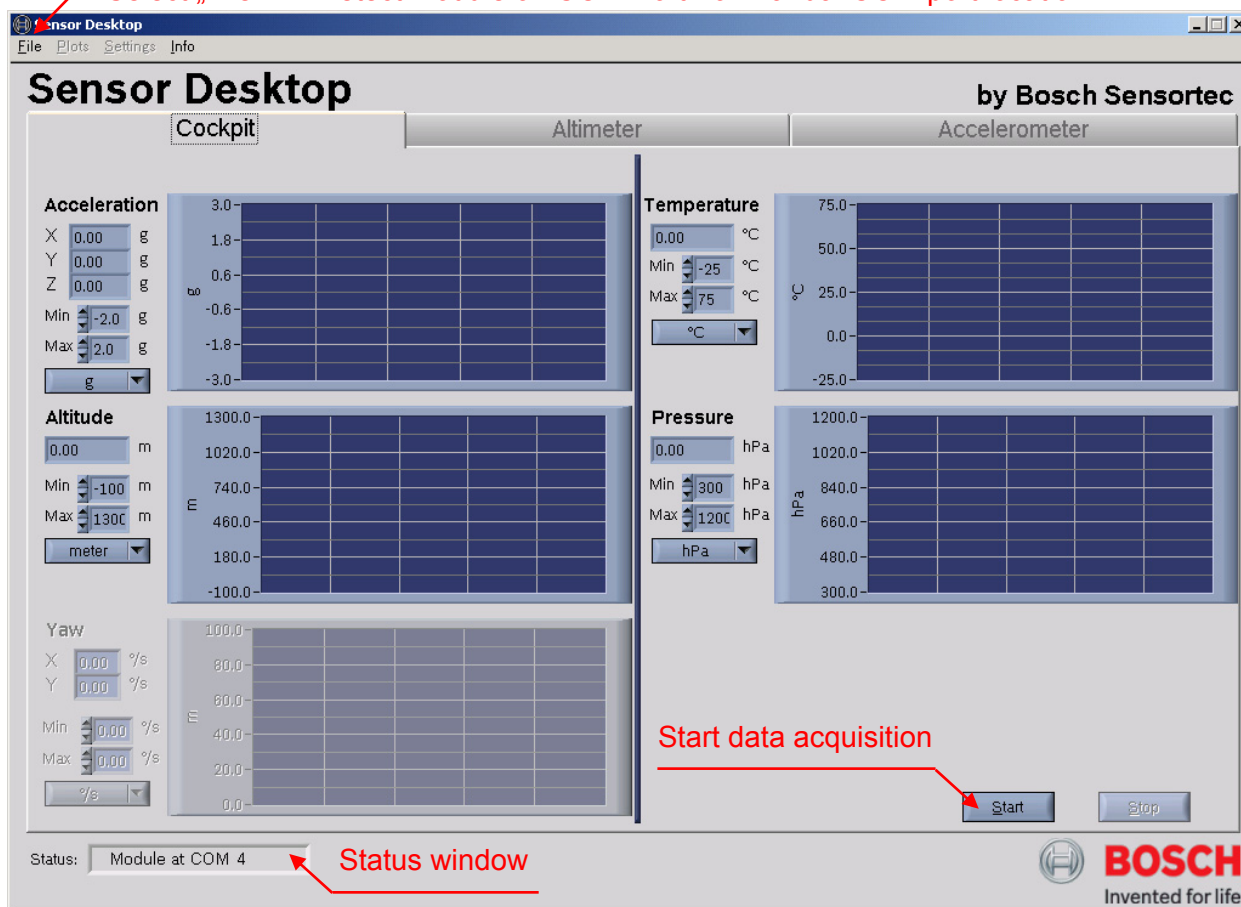 Sensor Desktop
File Plots Settings Info
Sensor Desktop
by Bosch Sensortec
Cockpit
Altimeter
Accelerometer
Acceleration
X 0.00 g
Y 0.00 g
Z 0.00 g
Min -2.0 g
Max 2.0 g
g
3.0
1.8
0.6
-0.6
-1.8
-3.0
g
Temperature
0.00 °C
Min -25 °C
Max 75 °C
°C
75.0
50.0
25.0
0.0
-25.0
°C
Altitude
0.00 m
Min -100 m
Max 1300 m
meter
1300.0
1020.0
740.0
460.0
180.0
-100.0
m
Pressure
0.00 hPa
Min 300 hPa
Max 1200 hPa
hPa
1200.0
1020.0
840.0
660.0
480.0
300.0
hPa
Yaw
X 0.00 °/s
Y 0.00 °/s
Min 0.00 °/s
Max 0.00 °/s
°/s
100.0
80.0
60.0
40.0
20.0
0.0
m
Start data acquisition
Start
Stop
Status: Module at COM 4
Status window
BOSCH
Invented for life